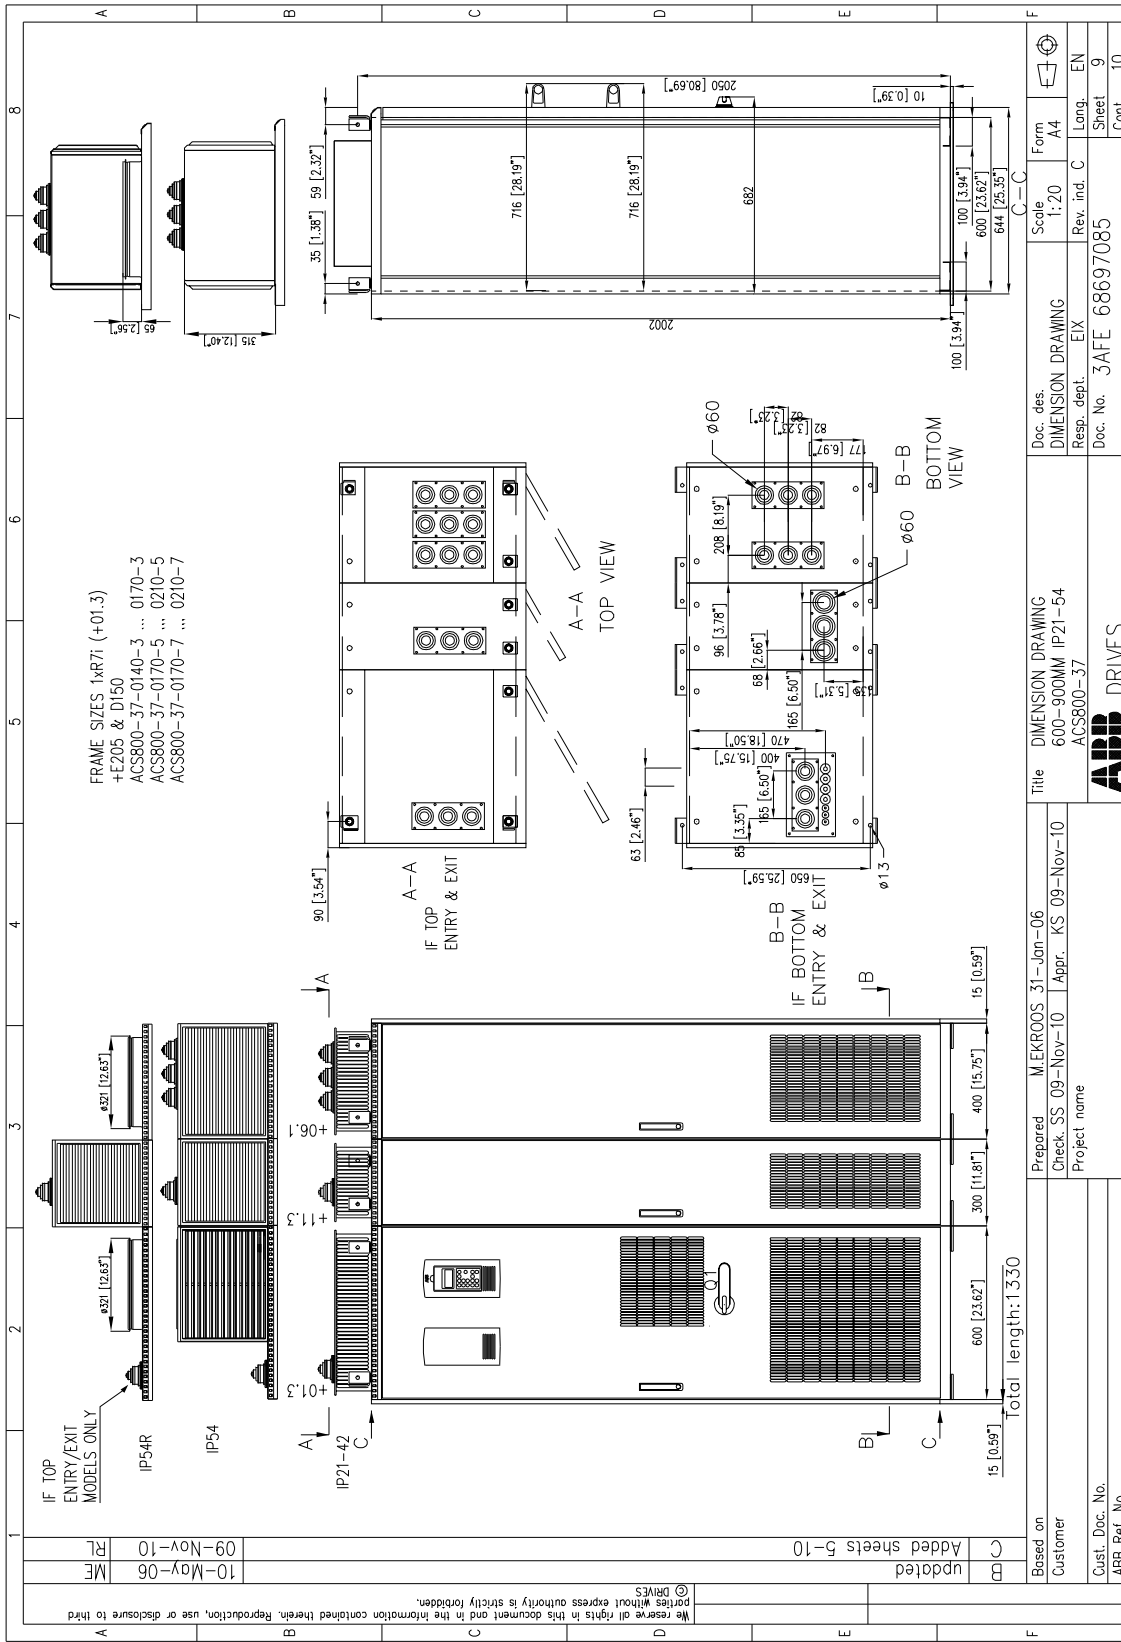 A
B
C
D
E
F
8
7
6
5
4
3
2
1
FRAME SIZES 1xR7i (+01.3)
+E205 & D150
ACS800-37-0140-3 ... 0170-3
ACS800-37-0170-5 ... 0210-5
ACS800-37-0170-7 ... 0210-7
IF TOP
ENTRY/EXIT
MODELS ONLY
IP54R
IP54
IP21-42
ø321 [12.63"]
ø321 [12.63"]
+01.3
+11.3
+06.1
A
A
B
B
C
C
Q1
15 [0.59"]
600 [23.62"]
300 [11.81"]
400 [15.75"]
15 [0.59"]
Total length:1330
90 [3.54"]
A-A
IF TOP
ENTRY & EXIT
A-A
TOP VIEW
63 [2.46"]
85 [3.35"]
165 [6.50"]
400 [15.75"]
470 [18.50"]
165 [6.50"]
68 [2.66"]
96 [3.78"]
208 [8.19"]
650 [25.59"]
ø13
ø60
ø60
82 [3.23"]
82 [3.23"]
177 [6.97"]
B-B
IF BOTTOM
ENTRY & EXIT
B-B
BOTTOM
VIEW
65 [2.56"]
315 [12.40"]
35 [1.38"]
59 [2.32"]
2050 [80.69"]
10 [0.39"]
716 [28.19"]
716 [28.19"]
682
2002
100 [3.94"]
100 [3.94"]
600 [23.62"]
644 [25.35"]
C-C
We reserve all rights in this document and in the information contained therein. Reproduction, use or disclosure to third
parties without express authority is strictly forbidden.
© DRIVES
B updated 10-May-06 ME
C Added sheets 5-10 09-Nov-10 RL
Based on
Customer
Cust. Doc. No.
Prepared M.EKROOS 31-Jan-06
Check. SS 09-Nov-10
Appr. KS 09-Nov-10
Project name
Title
DIMENSION DRAWING
600-900MM IP21-54
ACS800-37
ABB DRIVES
Doc. des.
DIMENSION DRAWING
Resp. dept. EIX
Doc. No. 3AFE 68697085
Scale
1:20
Form
A4
Rev. ind. C
Lang. EN
Sheet 9
A
B
C
D
E
F